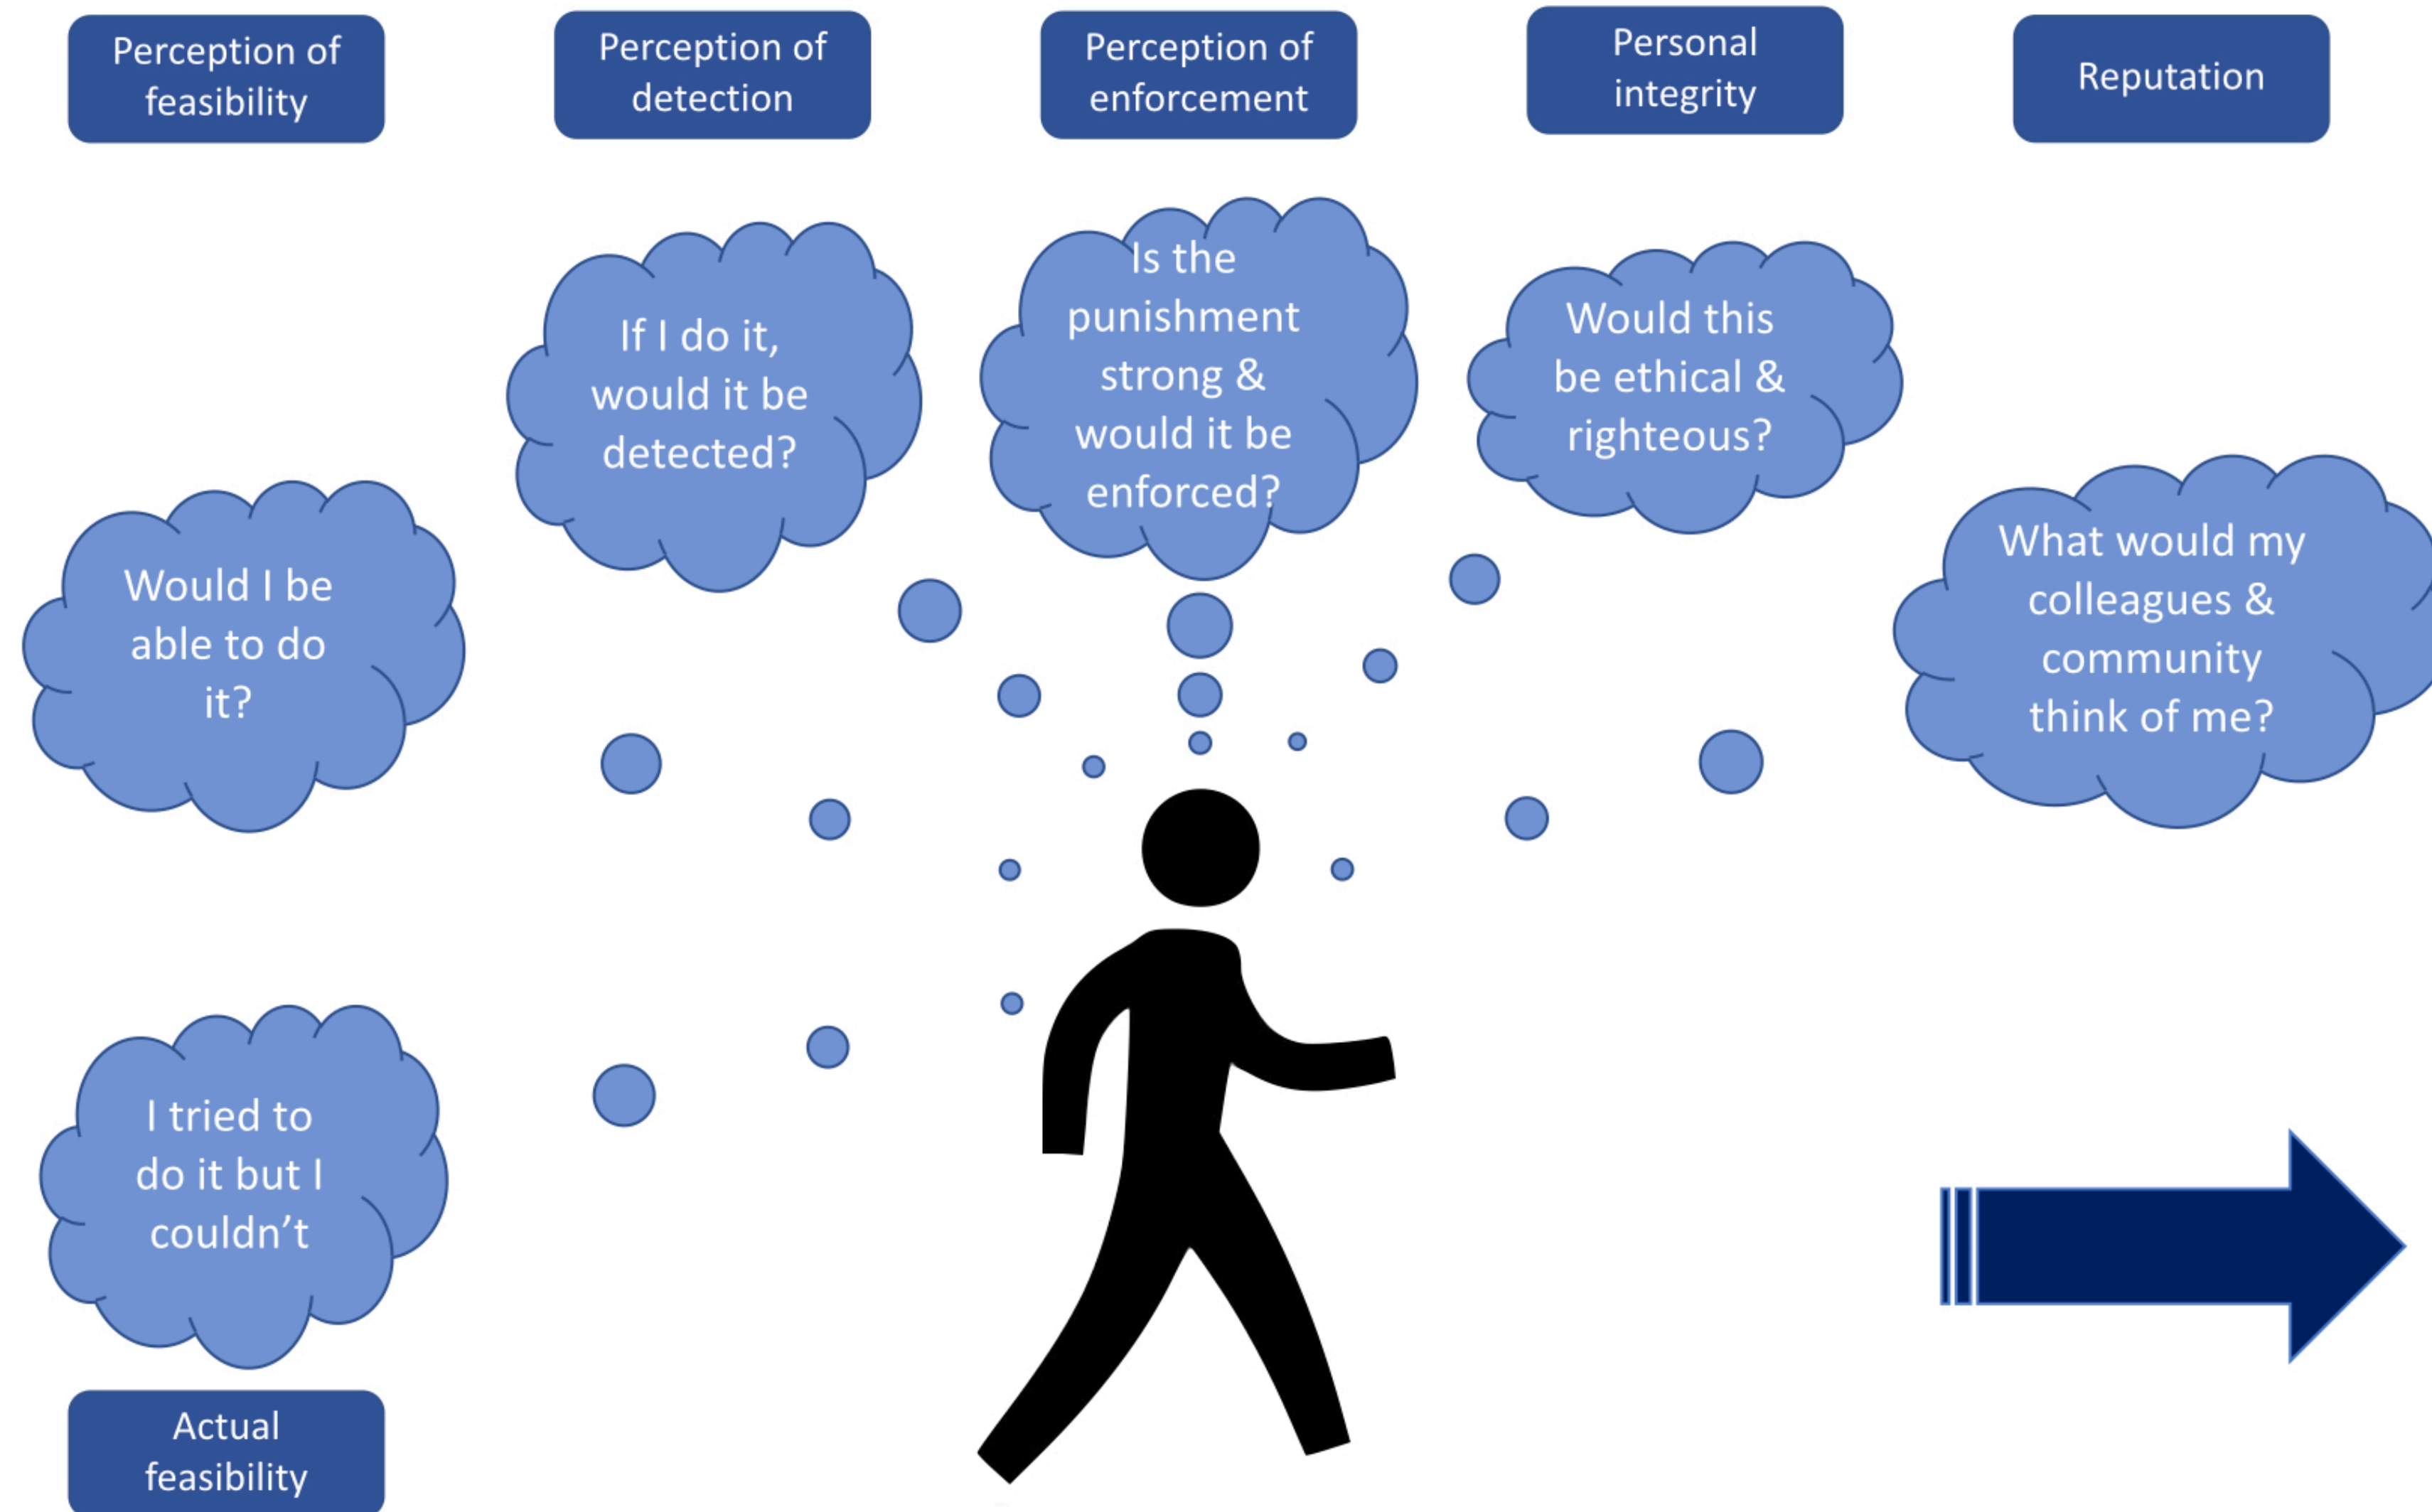 Perception of
feasibility
Perception of
detection
Perception of
enforcement
Personal
integrity
Reputation
Would I be
able to do
it?
If I do it,
would it be
detected?
Is the
punishment
strong &
would it be
enforced?
Would this
be ethical &
righteous?
What would my
colleagues &
community
think of me?
I tried to
do it but I
couldn’t
Actual
feasibility